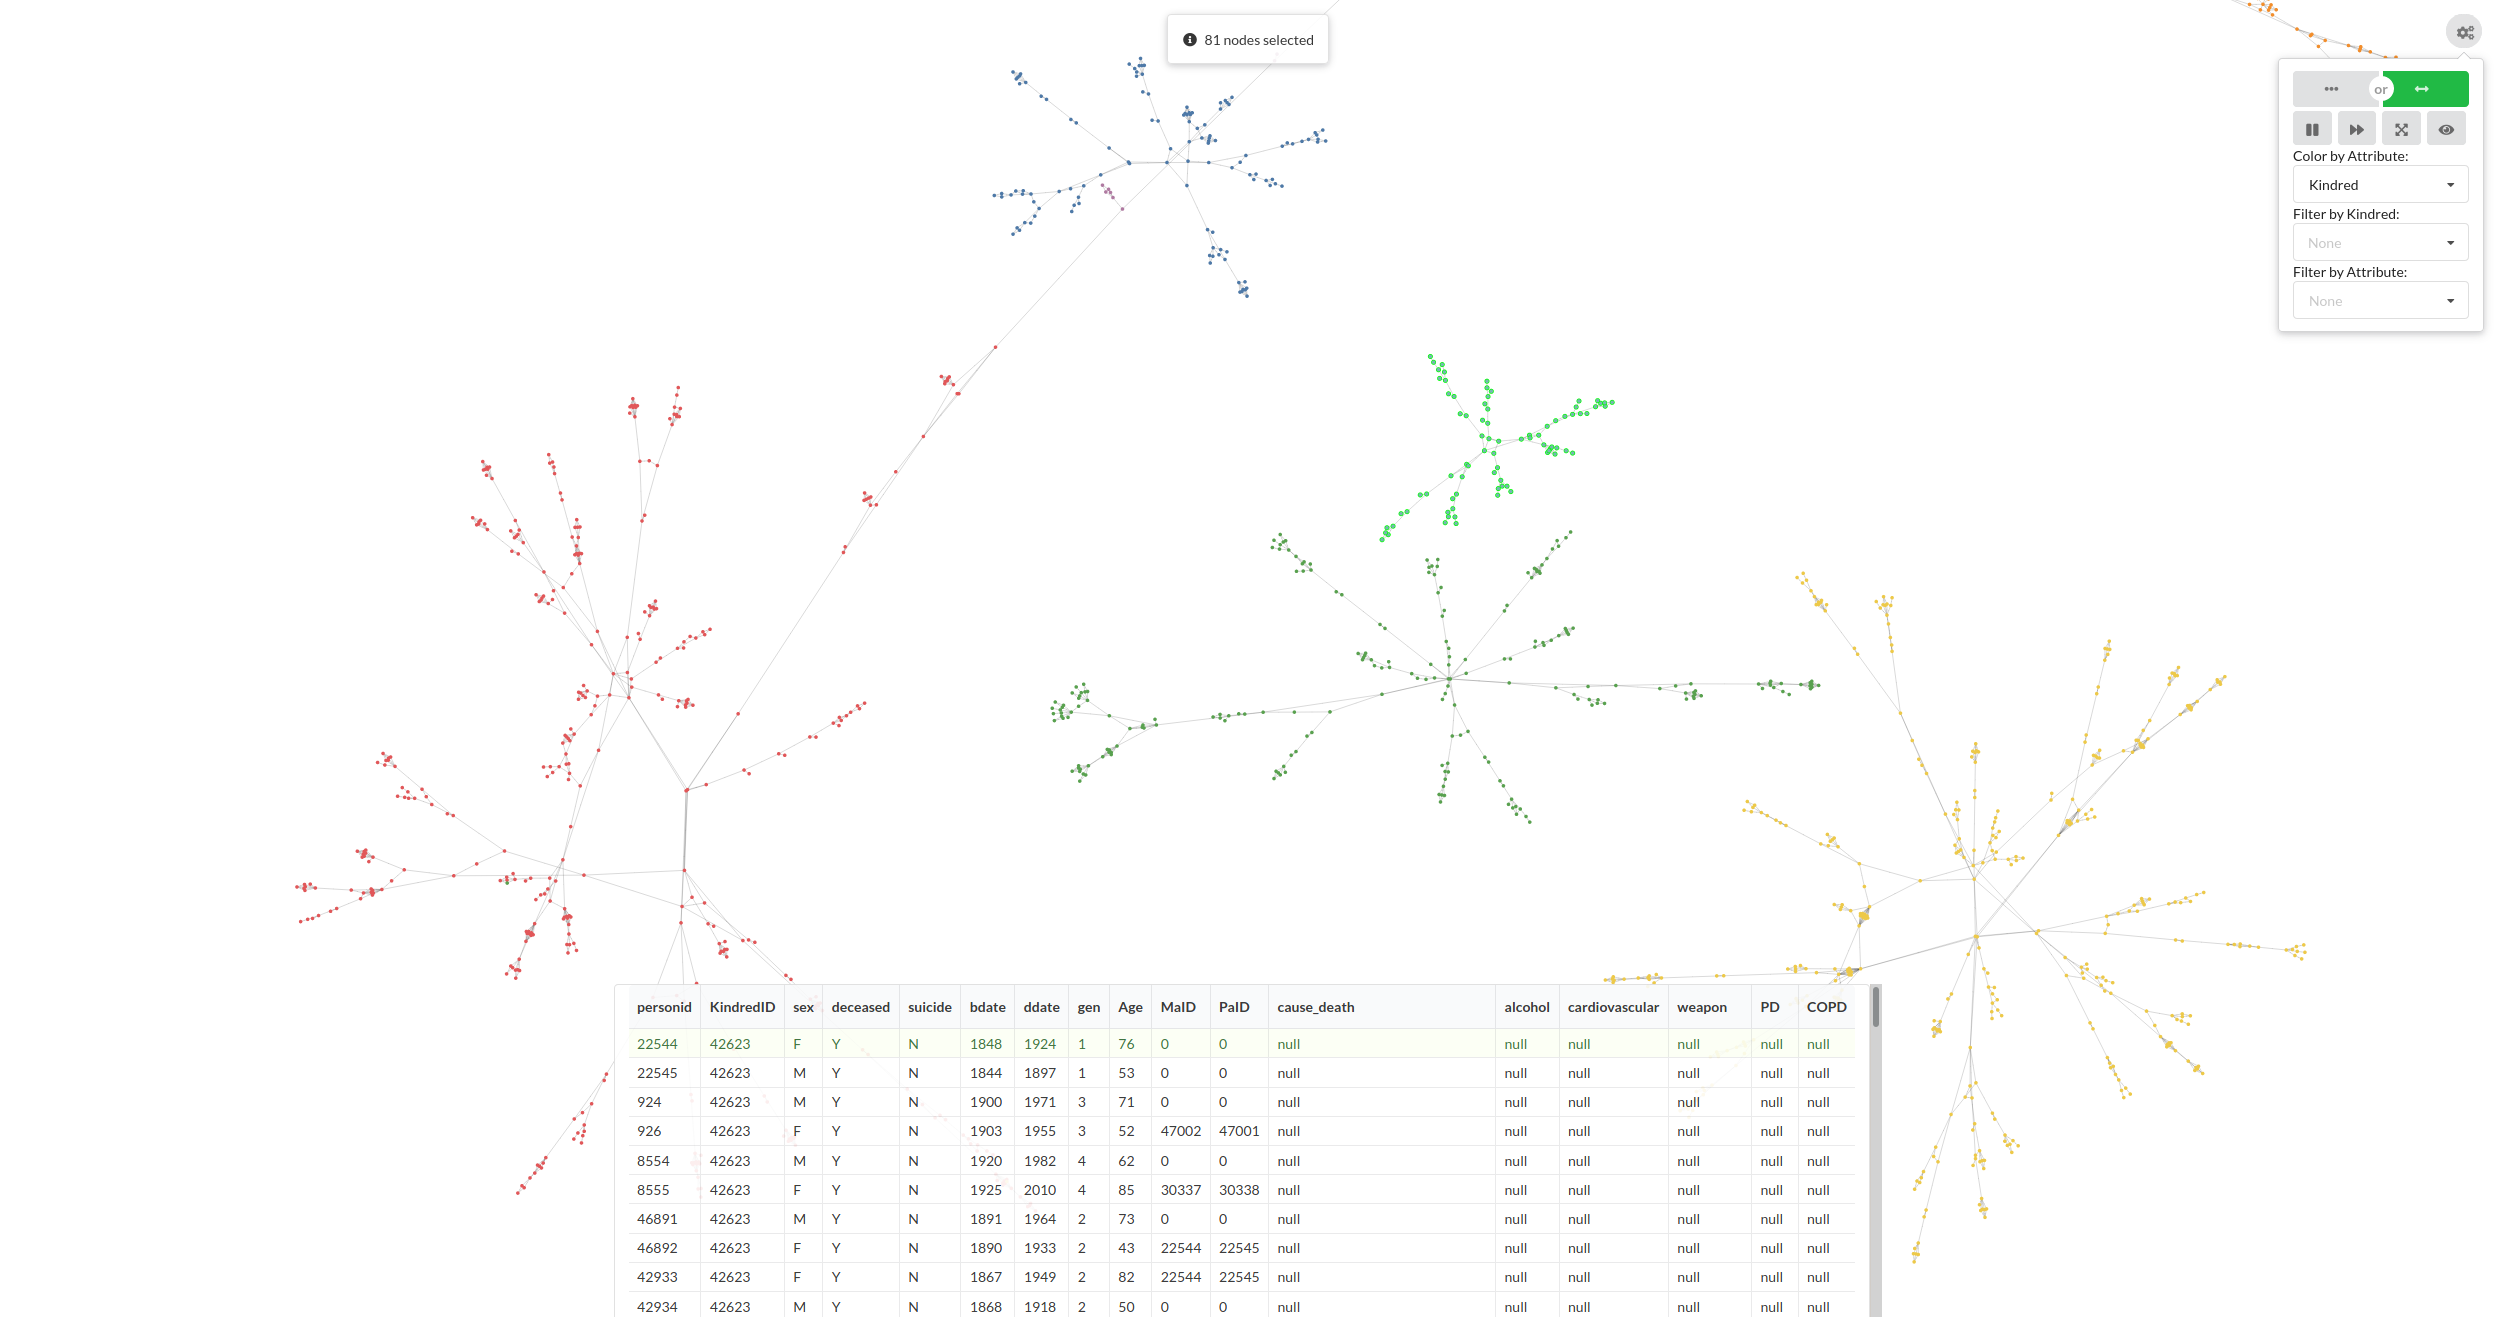 81 nodes selected
or
Color by Attribute:
Kindred
Filter by Kindred:
None
Filter by Attribute:
None
personid KindredID sex deceased suicide bdate ddate gen Age MaID PaID cause_death alcohol cardiovascular weapon PD COPD
22544 42623 F Y N 1848 1924 1 76 0 0 null null null null null null
22545 42623 M Y N 1844 1897 1 53 0 0 null null null null null null
924 42623 M Y N 1900 1971 3 71 0 0 null null null null null null
926 42623 F Y N 1903 1955 3 52 47002 47001 null null null null null null
8554 42623 M Y N 1920 1982 4 62 0 0 null null null null null null
8555 42623 F Y N 1925 2010 4 85 30337 30338 null null null null null null
46891 42623 M Y N 1891 1964 2 73 0 0 null null null null null null
46892 42623 F Y N 1890 1933 2 43 22544 22545 null null null null null null
42933 42623 F Y N 1867 1949 2 82 22544 22545 null null null null null null
42934 42623 M Y N 1868 1918 2 50 0 0 null null null null null null